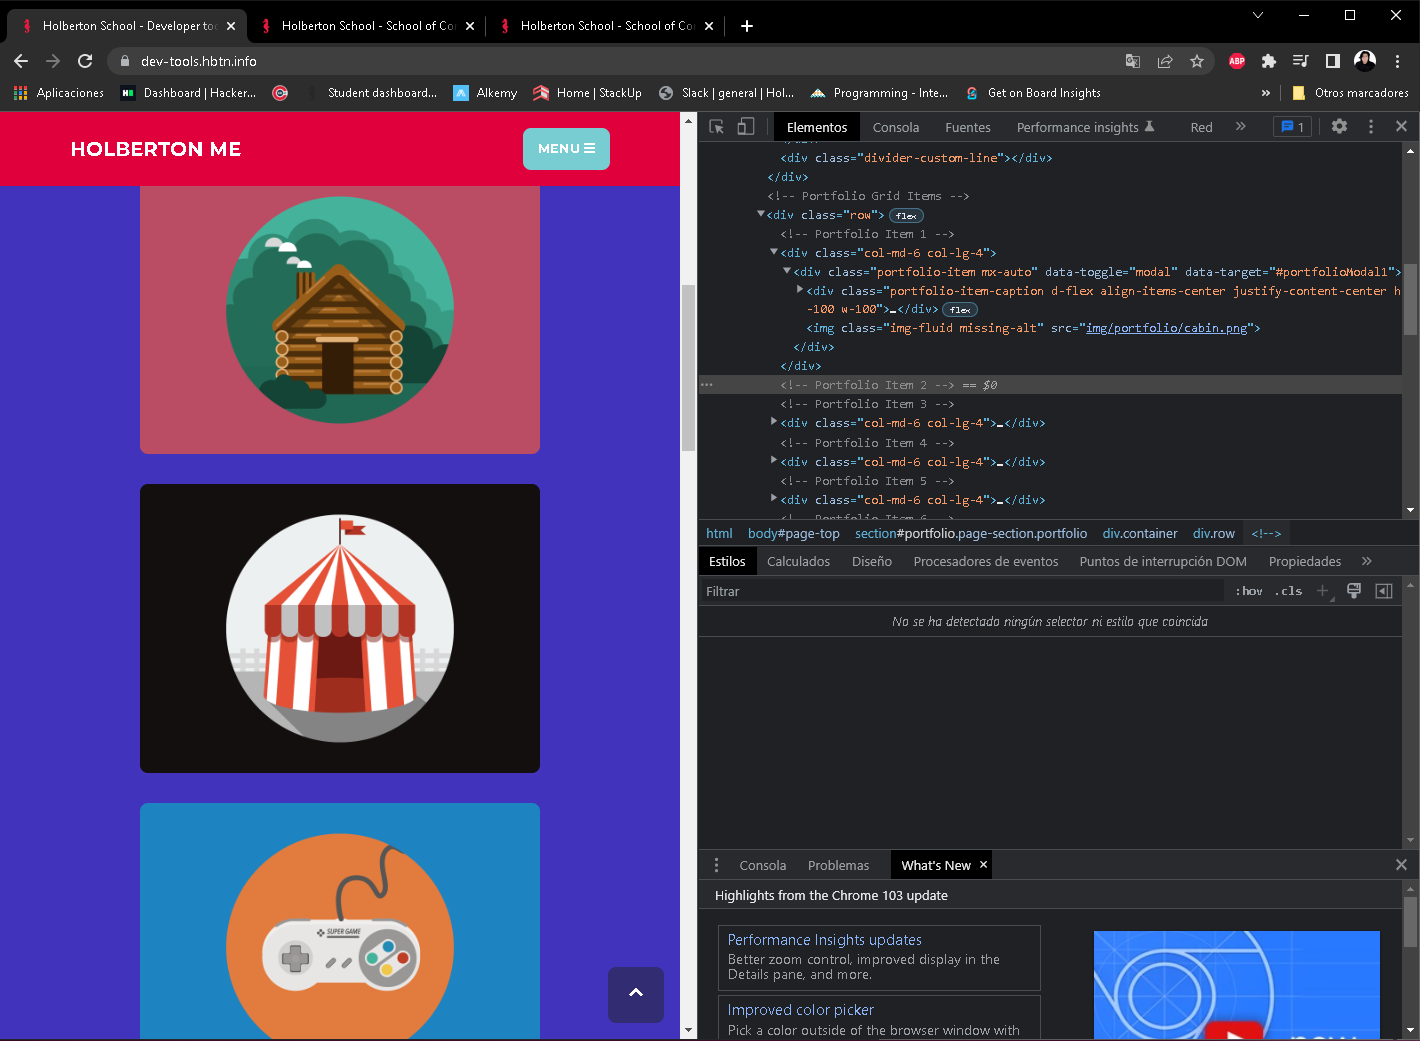 Holberton School - Developer too
Holberton School - School of Co
Holberton School - School of Co
dev-tools.hbtn.info
ABP
Aplicaciones
Dashboard | Hacker...
Student dashboard...
Alkemy
Home | StackUp
Slack | general | Hol...
Programming - Inte...
Get on Board Insights
»
Otros marcadores
HOLBERTON ME
MENU
SUPER GAME
Elementos
Consola
Fuentes
Performance insights
Red
»
1
</div>
<div class="divider-custom-line"></div>
</div>
<!-- Portfolio Grid Items -->
<div class="row"> flex
<!-- Portfolio Item 1 -->
<div class="col-md-6 col-lg-4">
<div class="portfolio-item mx-auto" data-toggle="modal" data-target="#portfolioModal1">
<div class="portfolio-item-caption d-flex align-items-center justify-content-center h
-100 w-100">…</div> flex
<img class="img-fluid missing-alt" src="img/portfolio/cabin.png">
</div>
</div>
<!-- Portfolio Item 2 --> == $0
<!-- Portfolio Item 3 -->
<div class="col-md-6 col-lg-4">…</div>
<!-- Portfolio Item 4 -->
<div class="col-md-6 col-lg-4">…</div>
<!-- Portfolio Item 5 -->
<div class="col-md-6 col-lg-4">…</div>
<!-- Portfolio Item 6 -->
html body#page-top section#portfolio.page-section.portfolio div.container div.row <!-->
Estilos
Calculados
Diseño
Procesadores de eventos
Puntos de interrupción DOM
Propiedades
»
Filtrar
:hov .cls
No se ha detectado ningún selector ni estilo que coincida
Consola
Problemas
What's New
Highlights from the Chrome 103 update
Performance Insights updates
Better zoom control, improved display in the
Details pane, and more.
Improved color picker
Pick a color outside of the browser window with
new